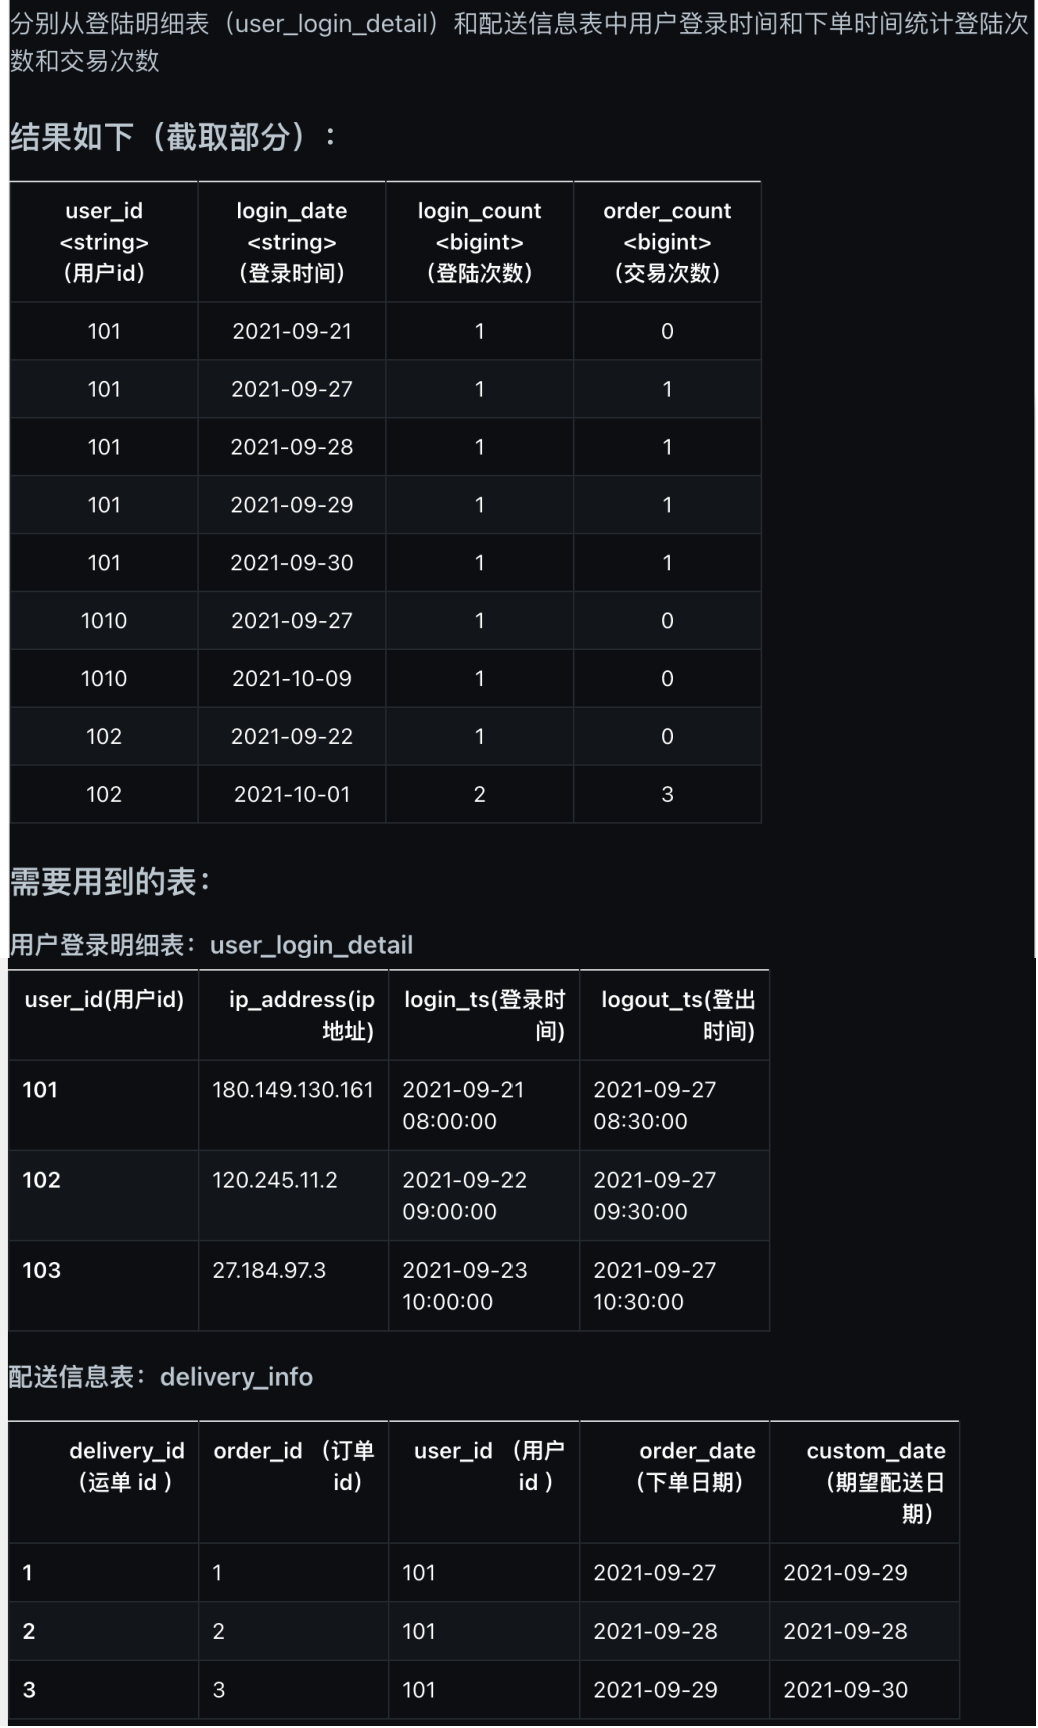 分别从登陆明细表（user_login_detail）和配送信息表中用户登录时间和下单时间统计登陆次
数和交易次数
结果如下（截取部分）：
user_id
<string>
（用户id）
login_date
<string>
（登录时间）
login_count
<bigint>
（登陆次数）
order_count
<bigint>
（交易次数）
101 2021-09-21 1 0
101 2021-09-27 1 1
101 2021-09-28 1 1
101 2021-09-29 1 1
101 2021-09-30 1 1
1010 2021-09-27 1 0
1010 2021-10-09 1 0
102 2021-09-22 1 0
102 2021-10-01 2 3
需要用到的表：
用户登录明细表：user_login_detail
user_id(用户id)
ip_address(ip
地址)
login_ts(登录时
间)
logout_ts(登出
时间)
101
180.149.130.161
2021-09-21
08:00:00
2021-09-27
08:30:00
102
120.245.11.2
2021-09-22
09:00:00
2021-09-27
09:30:00
103
27.184.97.3
2021-09-23
10:00:00
2021-09-27
10:30:00
配送信息表：delivery_info
delivery_id
（运单 id ）
order_id （订单
id）
user_id （用户
id ）
order_date
（下单日期）
custom_date
（期望配送日
期）
1 1 101 2021-09-27 2021-09-29
2 2 101 2021-09-28 2021-09-28
3 3 101 2021-09-29 2021-09-30